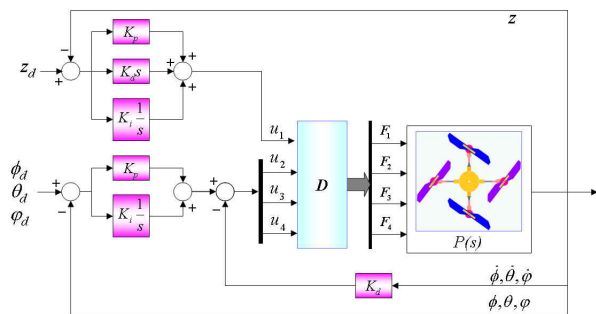 z
−
z_d
+
K_p
K_d s
K_i 1/s
+
+
+
u_1
ϕ_d
θ_d
φ_d
+
−
K_p
K_i 1/s
+
+
+
−
u_2
u_3
u_4
D
F_1
F_2
F_3
F_4
P(s)
K_d
ϕ̇, θ̇, φ̇
ϕ, θ, φ